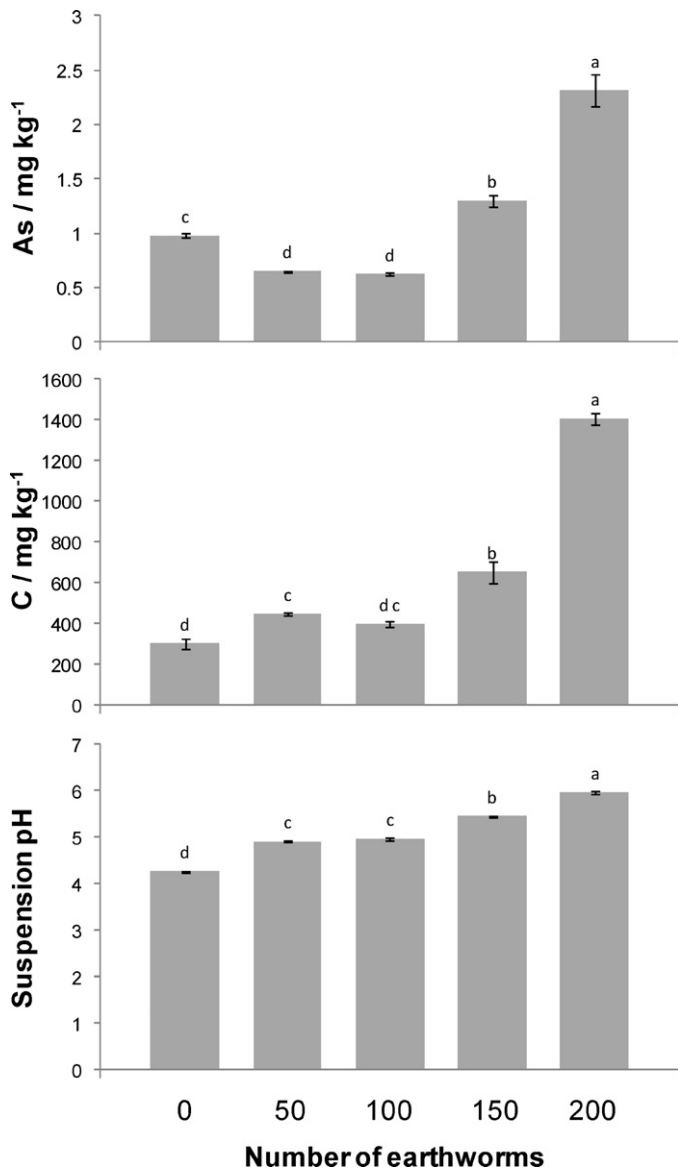 3
2.5
2
1.5
1
0.5
0
As / mg kg⁻¹
c
d
d
b
a
1600
1400
1200
1000
800
600
400
200
0
C / mg kg⁻¹
d
c
d c
b
a
7
6
5
4
3
2
1
0
Suspension pH
d
c
c
b
a
0 50 100 150 200
Number of earthworms